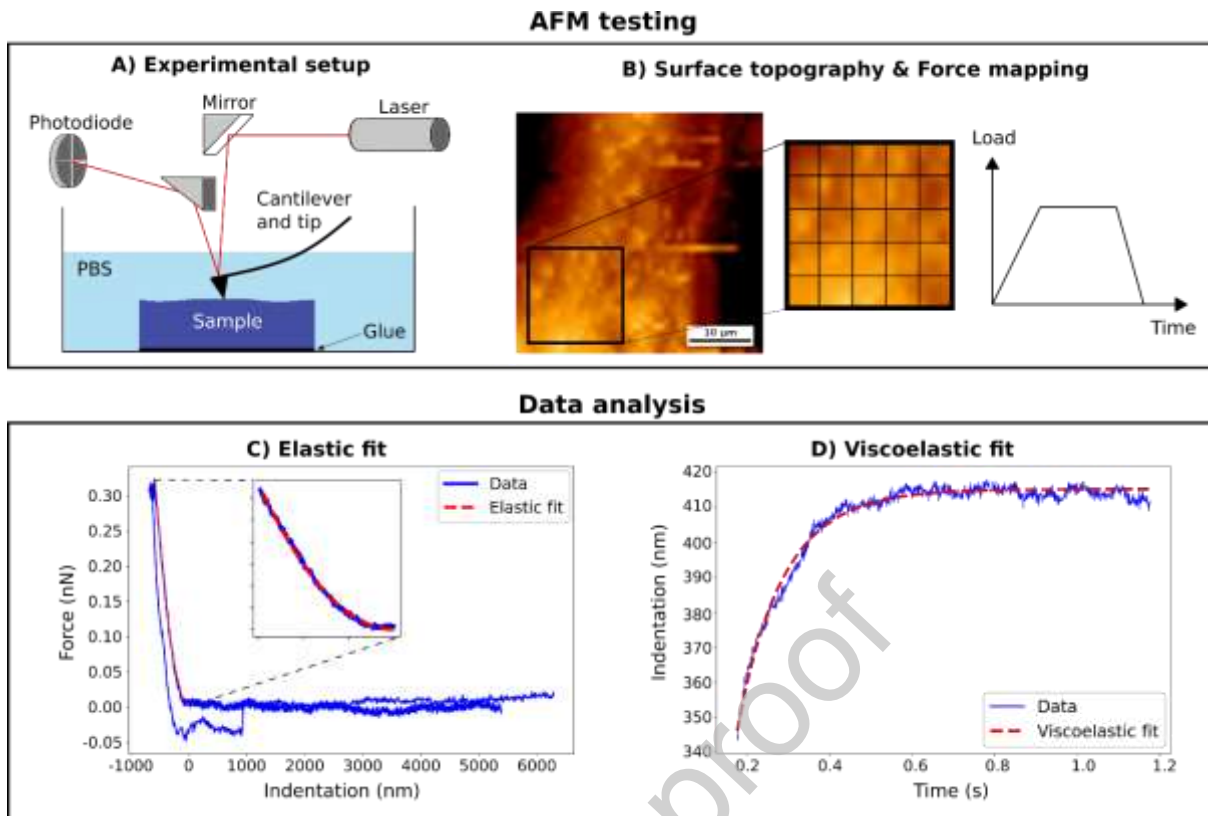 AFM testing
A) Experimental setup
Mirror
Laser
Photodiode
Cantilever
and tip
PBS
Sample
Glue
B) Surface topography & Force mapping
10 µm
Load
Time
Data analysis
C) Elastic fit
Data
Elastic fit
0.30
0.25
0.20
0.15
0.10
0.05
0.00
-0.05
Force (nN)
-1000 0 1000 2000 3000 4000 5000 6000
Indentation (nm)
D) Viscoelastic fit
420
410
400
390
380
370
360
350
340
Indentation (nm)
Data
Viscoelastic fit
0.2 0.4 0.6 0.8 1.0 1.2
Time (s)
proof